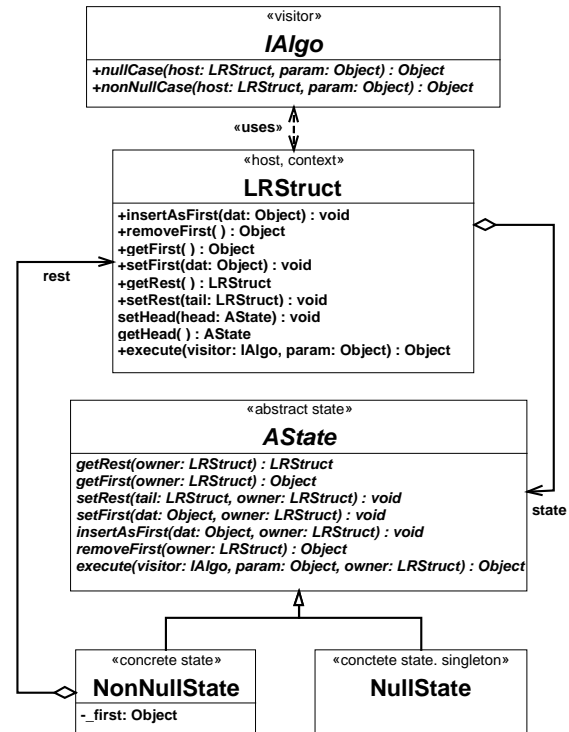 «visitor»
IAlgo
+nullCase(host: LRStruct, param: Object) : Object
+nonNullCase(host: LRStruct, param: Object) : Object
«uses»
«host, context»
LRStruct
+insertAsFirst(dat: Object) : void
+removeFirst( ) : Object
+getFirst( ) : Object
+setFirst(dat: Object) : void
+getRest( ) : LRStruct
+setRest(tail: LRStruct) : void
setHead(head: AState) : void
getHead( ) : AState
+execute(visitor: IAlgo, param: Object) : Object
rest
«abstract state»
AState
getRest(owner: LRStruct) : LRStruct
getFirst(owner: LRStruct) : Object
setRest(tail: LRStruct, owner: LRStruct) : void
setFirst(dat: Object, owner: LRStruct) : void
insertAsFirst(dat: Object, owner: LRStruct) : void
removeFirst(owner: LRStruct) : Object
execute(visitor: IAlgo, param: Object, owner: LRStruct) : Object
state
«concrete state»
NonNullState
-_first: Object
«conctete state. singleton»
NullState